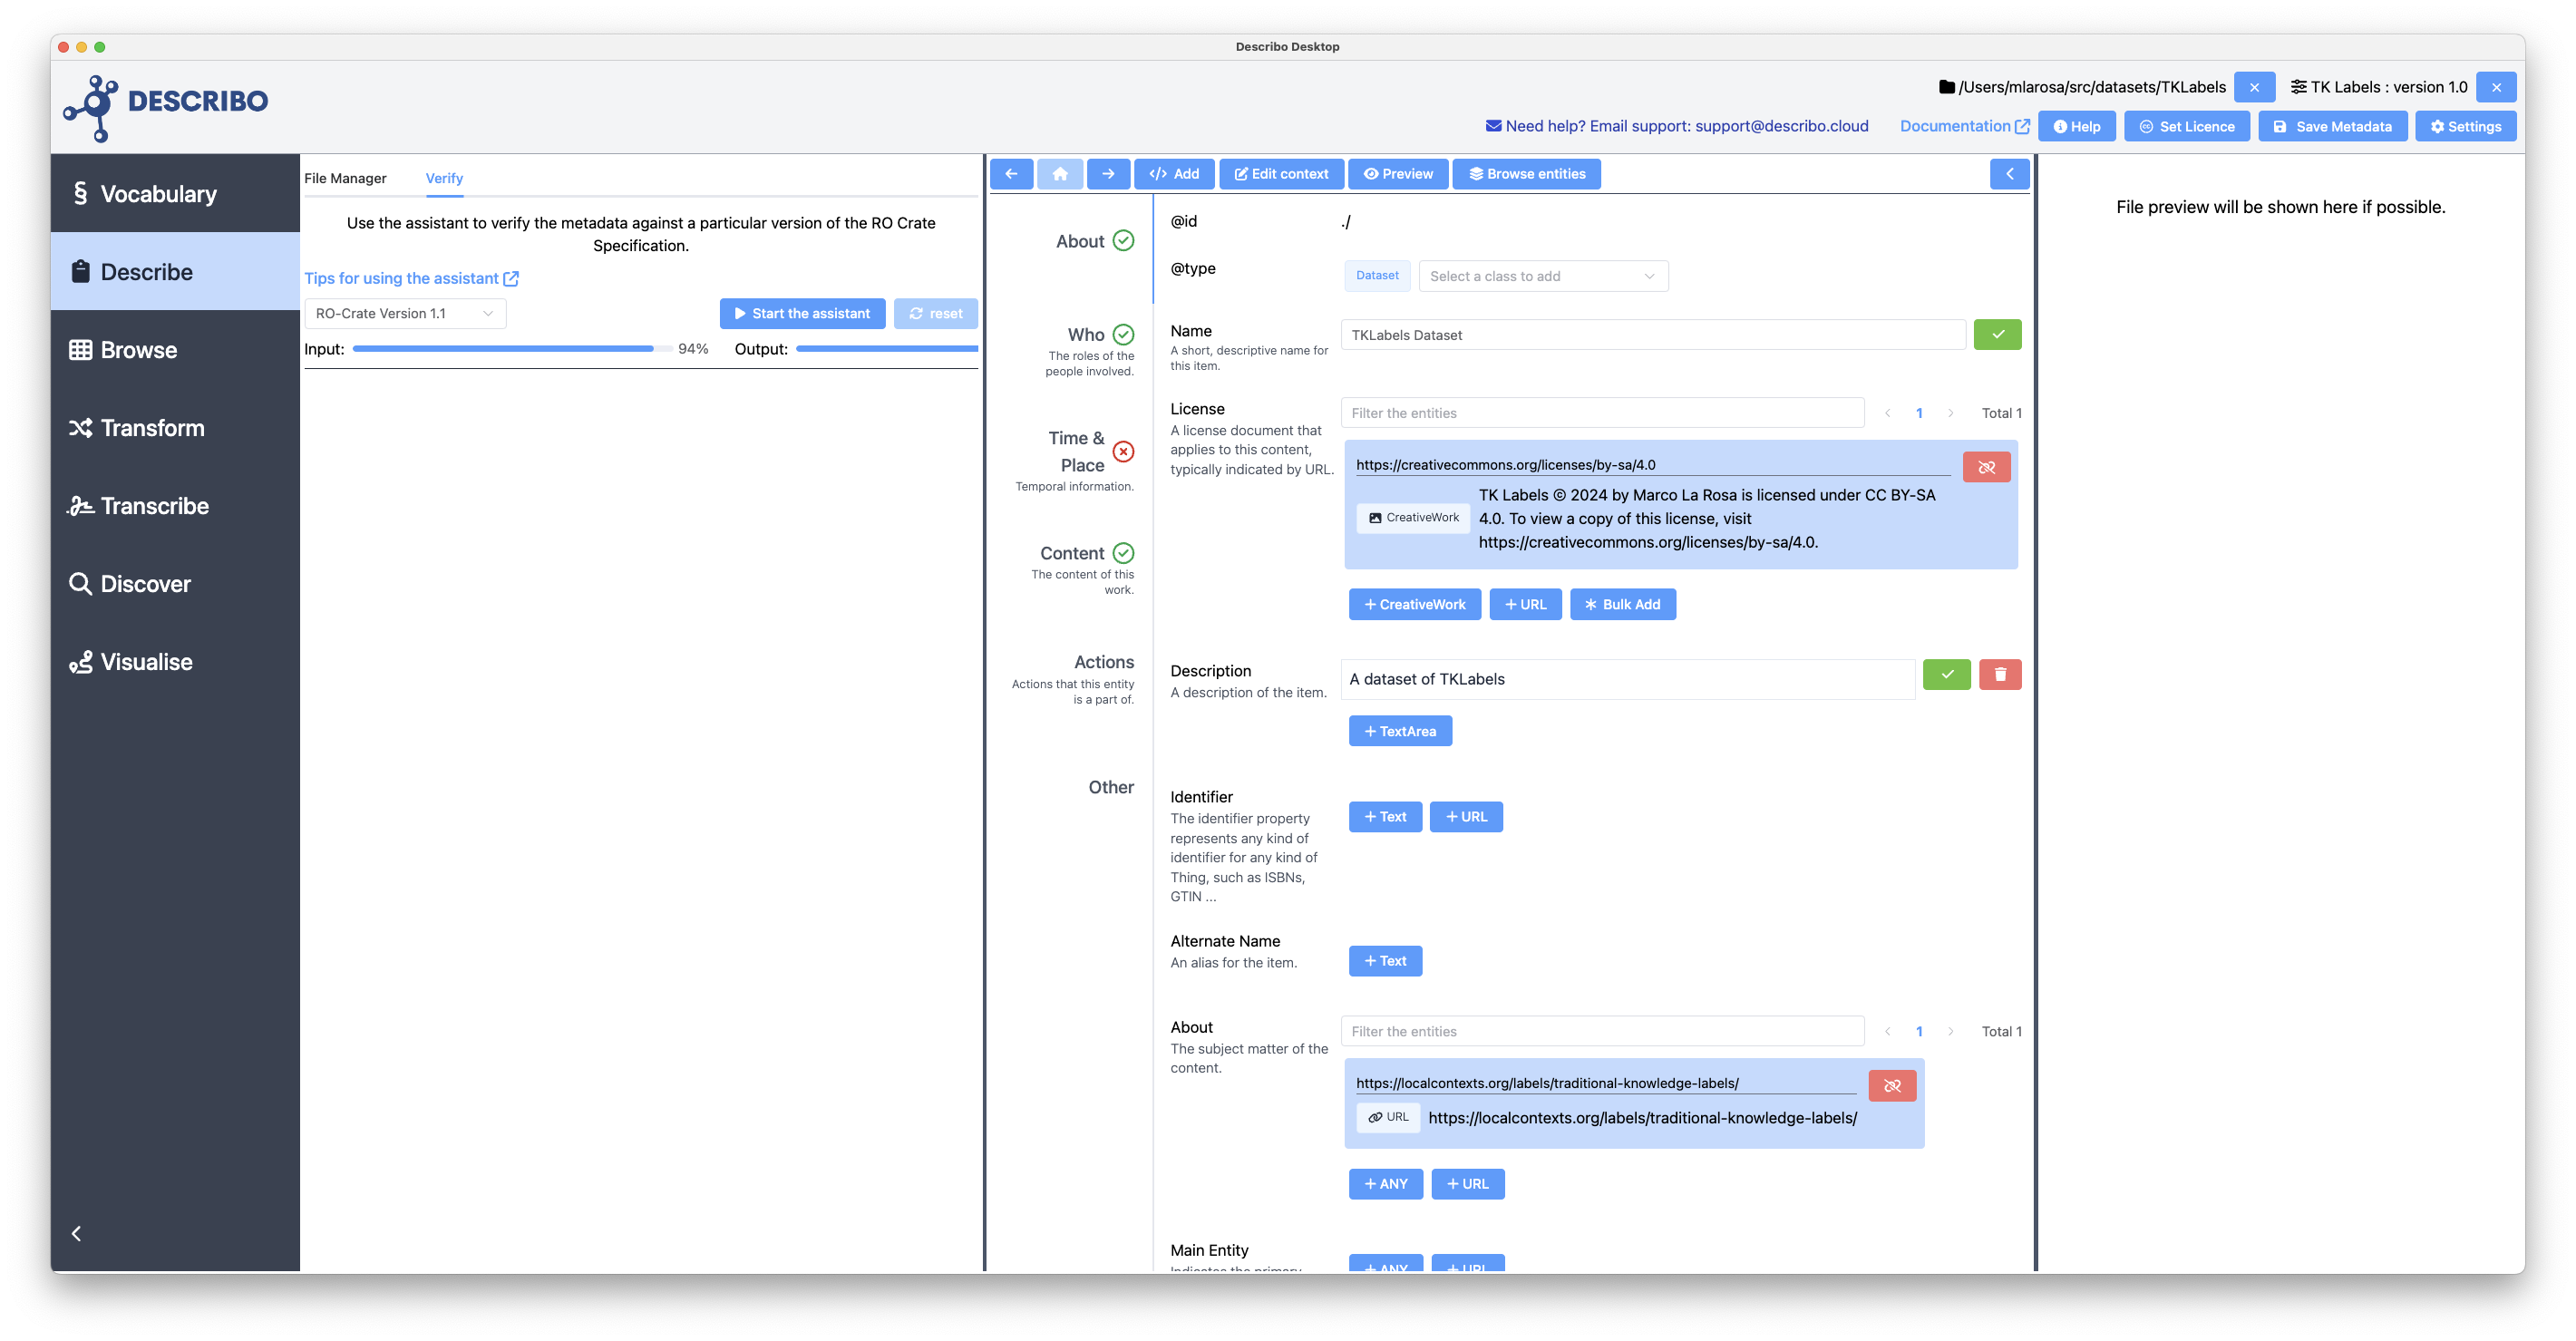 Describo Desktop
DESCRIBO
/Users/mlarosa/src/datasets/TKLabels
TK Labels : version 1.0
Need help? Email support: support@describo.cloud
Documentation
Help
Set Licence
Save Metadata
Settings
§ Vocabulary
Describe
Browse
Transform
Transcribe
Discover
Visualise
File Manager
Verify
Use the assistant to verify the metadata against a particular version of the RO Crate
Specification.
Tips for using the assistant
RO-Crate Version 1.1
Start the assistant
reset
Input:
94%
Output:
</> Add
Edit context
Preview
Browse entities
About
Who
The roles of the
people involved.
Time &
Place
Temporal information.
Content
The content of this
work.
Actions
Actions that this entity
is a part of.
Other
@id
./
@type
Dataset
Select a class to add
Name
A short, descriptive name for
this item.
TKLabels Dataset
License
A license document that
applies to this content,
typically indicated by URL.
Filter the entities
1
Total 1
https://creativecommons.org/licenses/by-sa/4.0
CreativeWork
TK Labels © 2024 by Marco La Rosa is licensed under CC BY-SA
4.0. To view a copy of this license, visit
https://creativecommons.org/licenses/by-sa/4.0.
+ CreativeWork
+ URL
Bulk Add
Description
A description of the item.
A dataset of TKLabels
+ TextArea
Identifier
The identifier property
represents any kind of
identifier for any kind of
Thing, such as ISBNs,
GTIN ...
+ Text
+ URL
Alternate Name
An alias for the item.
+ Text
About
The subject matter of the
content.
Filter the entities
1
Total 1
https://localcontexts.org/labels/traditional-knowledge-labels/
URL
https://localcontexts.org/labels/traditional-knowledge-labels/
+ ANY
+ URL
Main Entity
Indicates the primary
+ ANY
+ URL
File preview will be shown here if possible.